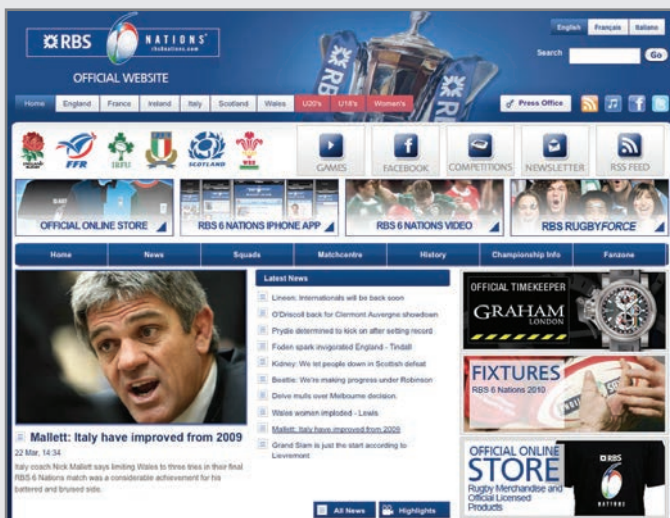 English Français Italiano
RBS 6 NATIONS
rbs6nations.com
Search Go
OFFICIAL WEBSITE
RBS
Home England France Ireland Italy Scotland Wales U20's U18's Women's Press Office
FFR SCOTLAND WRU
GAMES FACEBOOK COMPETITIONS NEWSLETTER RSS FEED
OFFICIAL ONLINE STORE RBS 6 NATIONS IPHONE APP RBS 6 NATIONS VIDEO RBS RUGBYFORCE
Home News Squads Matchcentre History Championship Info Fanzone
Latest News
Lineen: Internationals will be back soon
O'Driscoll back for Clermont Auvergne showdown
Prydie determined to kick on after setting record
Foden spark invigorated England - Tindall
Kidney: We let people down in Scottish defeat
Beattie: We're making progress under Robinson
Delve mulls over Melbourne decision.
Wales women imploded - Lewis
Mallett: Italy have improved from 2009
Grand Slam is just the start according to
Lievremont
All News Highlights
Mallett: Italy have improved from 2009
22 Mar, 14:34
Italy coach Nick Mallett says limiting Wales to three tries in their final
RBS 6 Nations match was a considerable achievement for his
battered and bruised side.
OFFICIAL TIMEKEEPER
GRAHAM
LONDON
FIXTURES
RBS 6 Nations 2010
OFFICIAL ONLINE
STORE
Rugby Merchandise and
Official Licensed
Products
RBS
6
NATIONS